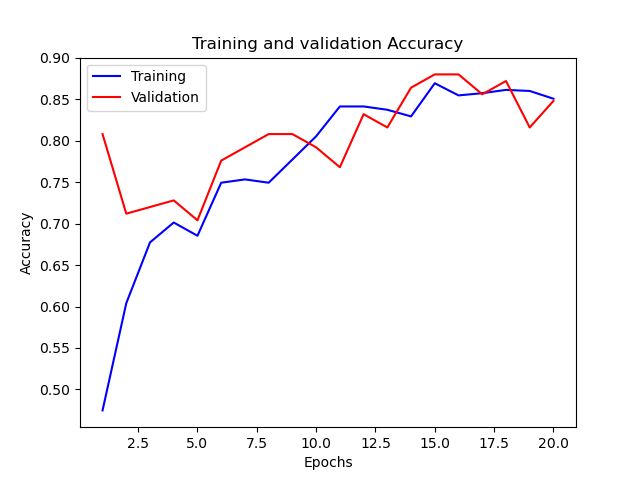 Training and validation Accuracy
Training
Validation
Accuracy
0.90
0.85
0.80
0.75
0.70
0.65
0.60
0.55
0.50
2.5 5.0 7.5 10.0 12.5 15.0 17.5 20.0
Epochs